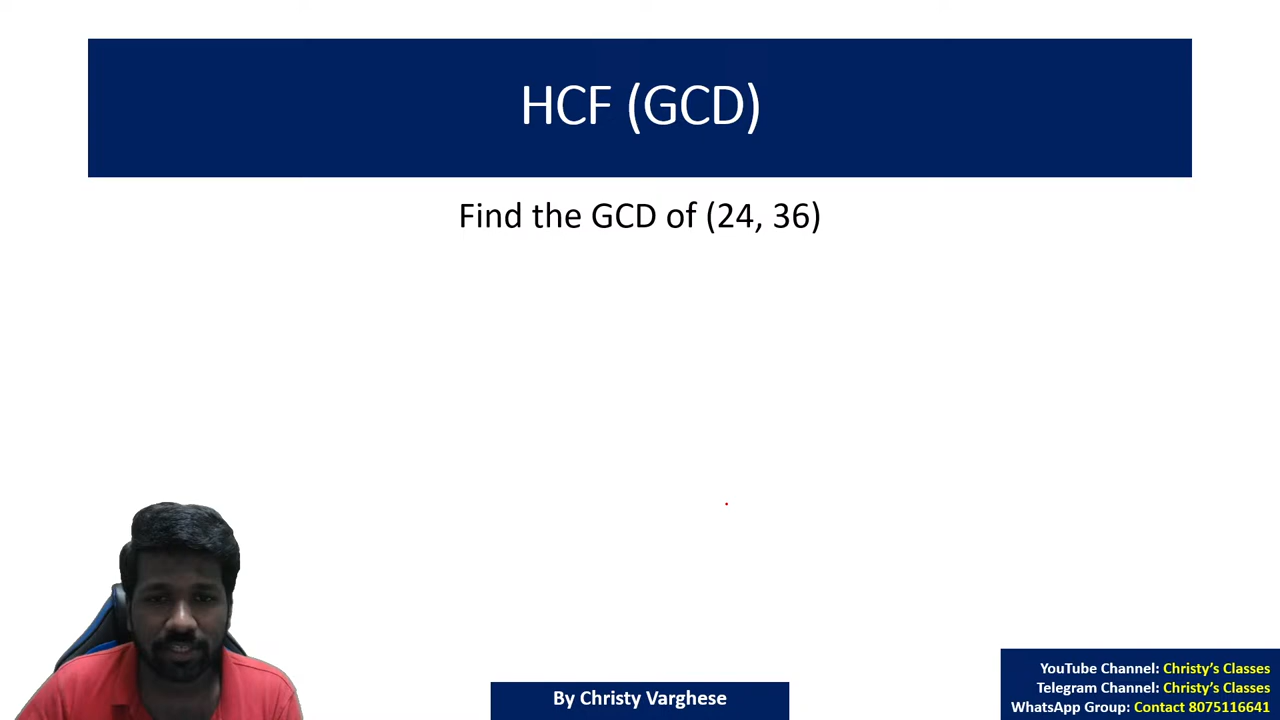 HCF (GCD)
Find the GCD of (24, 36)
By Christy Varghese
YouTube Channel: Christy’s Classes
Telegram Channel: Christy’s Classes
WhatsApp Group: Contact 8075116641